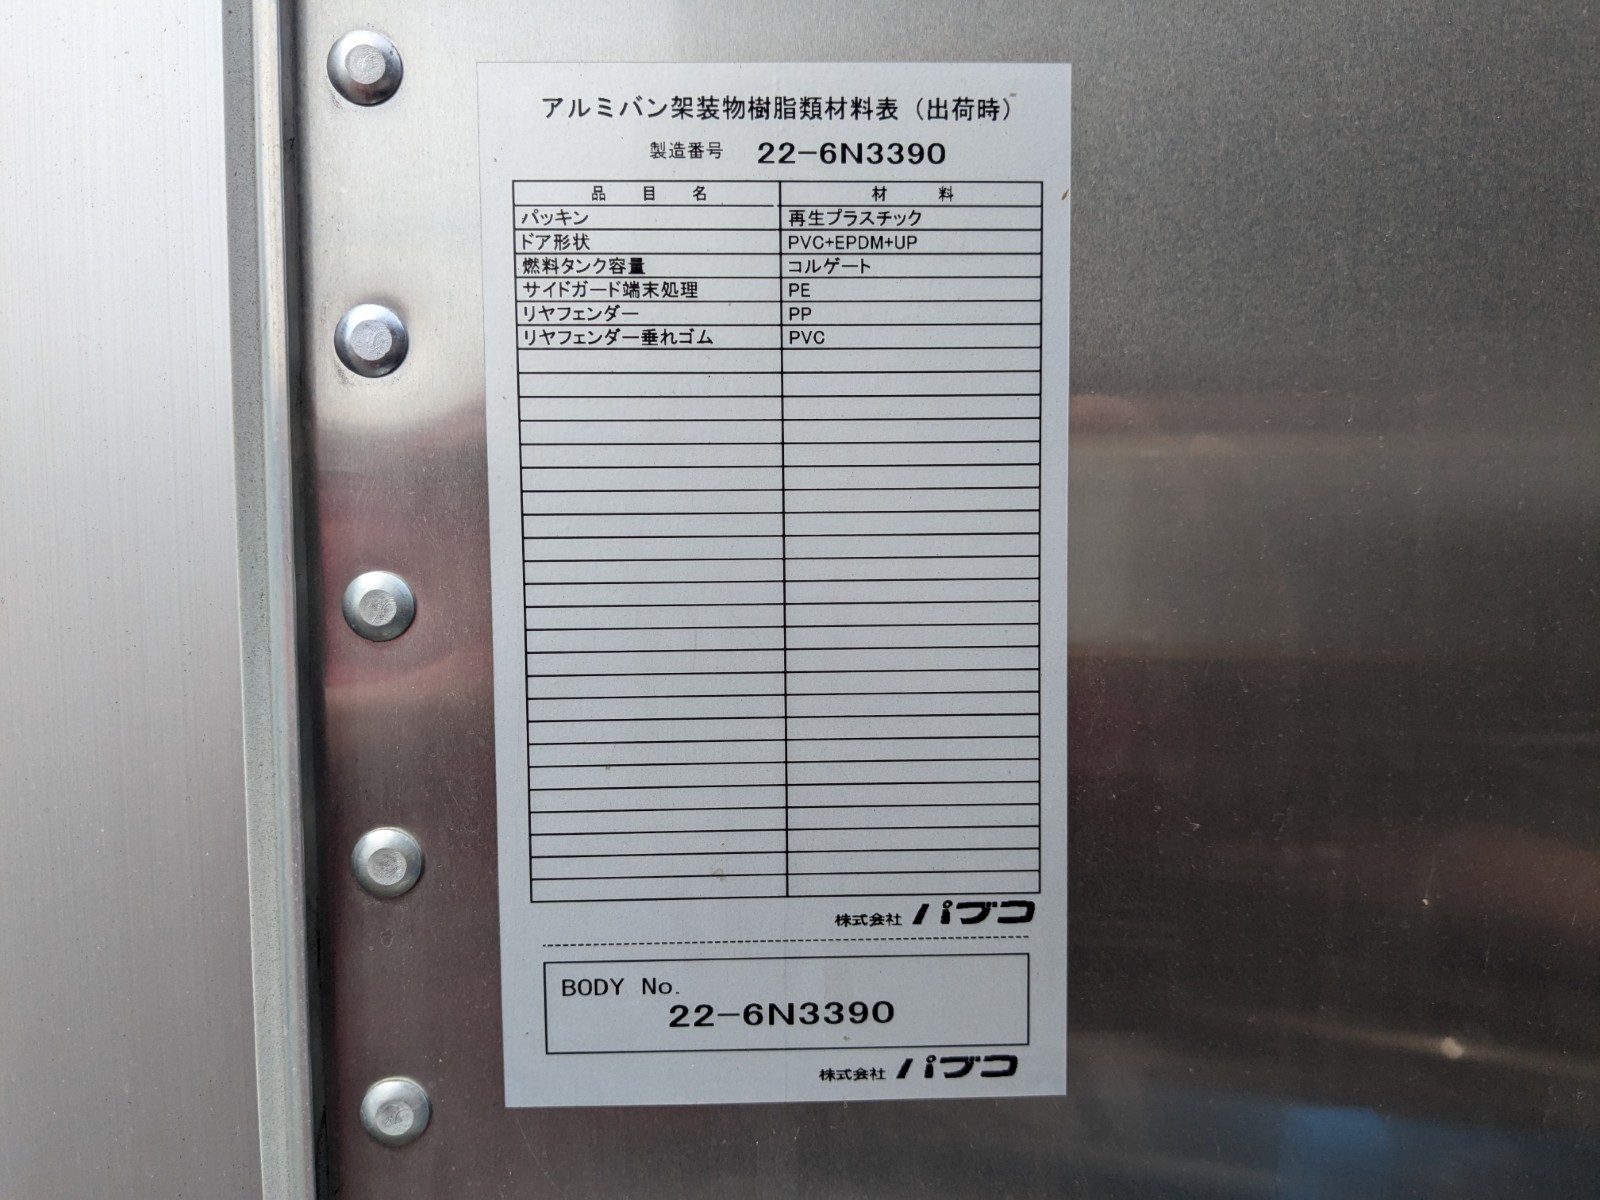 アルミバン架装物樹脂類材料表（出荷時）
製造番号 22-6N3390
品目名 材料
パッキン 再生プラスチック
ドア形状 PVC+EPDM+UP
燃料タンク容量 コルゲート
サイドガード端末処理 PE
リヤフェンダー PP
リヤフェンダー垂れゴム PVC
株式会社 パブコ
BODY No.
22-6N3390
株式会社 パブコ